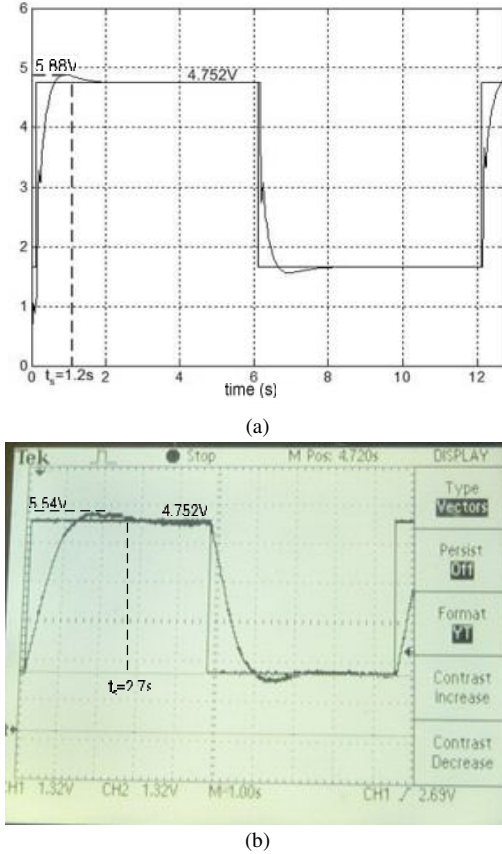 6
5.88V
5
4.752V
4
3
2
1
0
0 2 4 6 8 10 12
tₛ=1.2s
time (s)
(a)
Tek Stop M Pos: 4.720s DISPLAY
Type
Vectors
5.54V
4.752V
Persist
Off
Format
YT
tₛ=2.7s
Contrast
Increase
Contrast
Decrease
CH1 1.32V CH2 1.32V M 1.00s CH1 2.69V
(b)